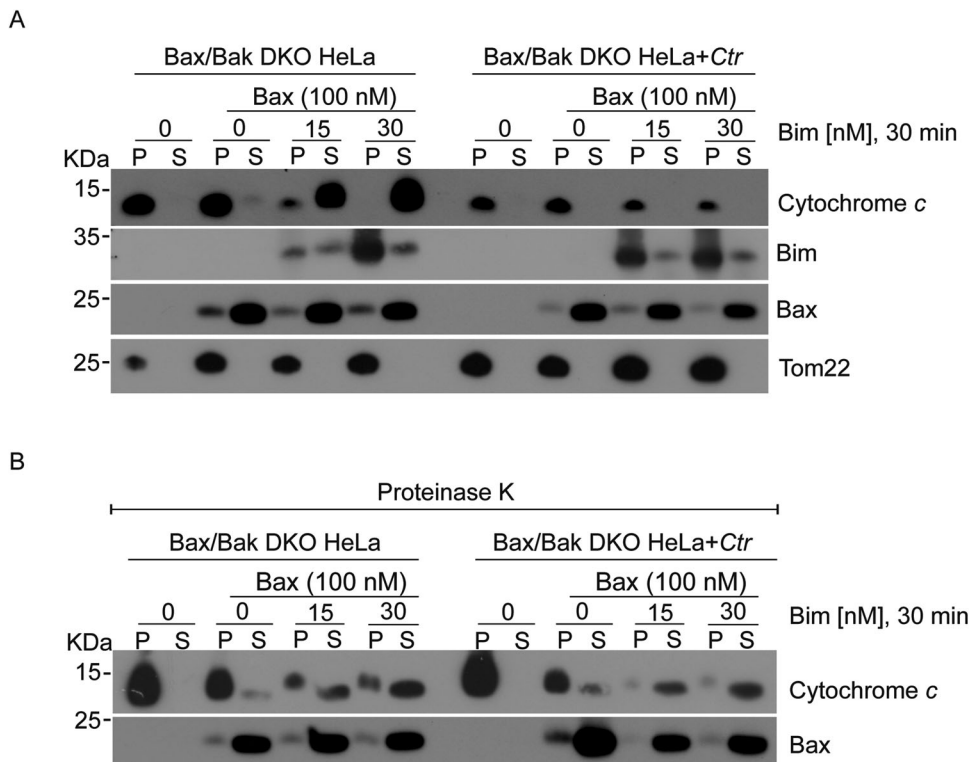 A
Bax/Bak DKO HeLa Bax/Bak DKO HeLa+Ctr
Bax (100 nM) Bax (100 nM)
0 0 15 30 0 0 15 30 Bim [nM], 30 min
KDa P S P S P S P S P S P S P S P S
15- Cytochrome c
35- Bim
25- Bax
25- Tom22
B
Proteinase K
Bax/Bak DKO HeLa Bax/Bak DKO HeLa+Ctr
Bax (100 nM) Bax (100 nM)
0 0 15 30 0 0 15 30 Bim [nM], 30 min
KDa P S P S P S P S P S P S P S P S
15- Cytochrome c
25- Bax